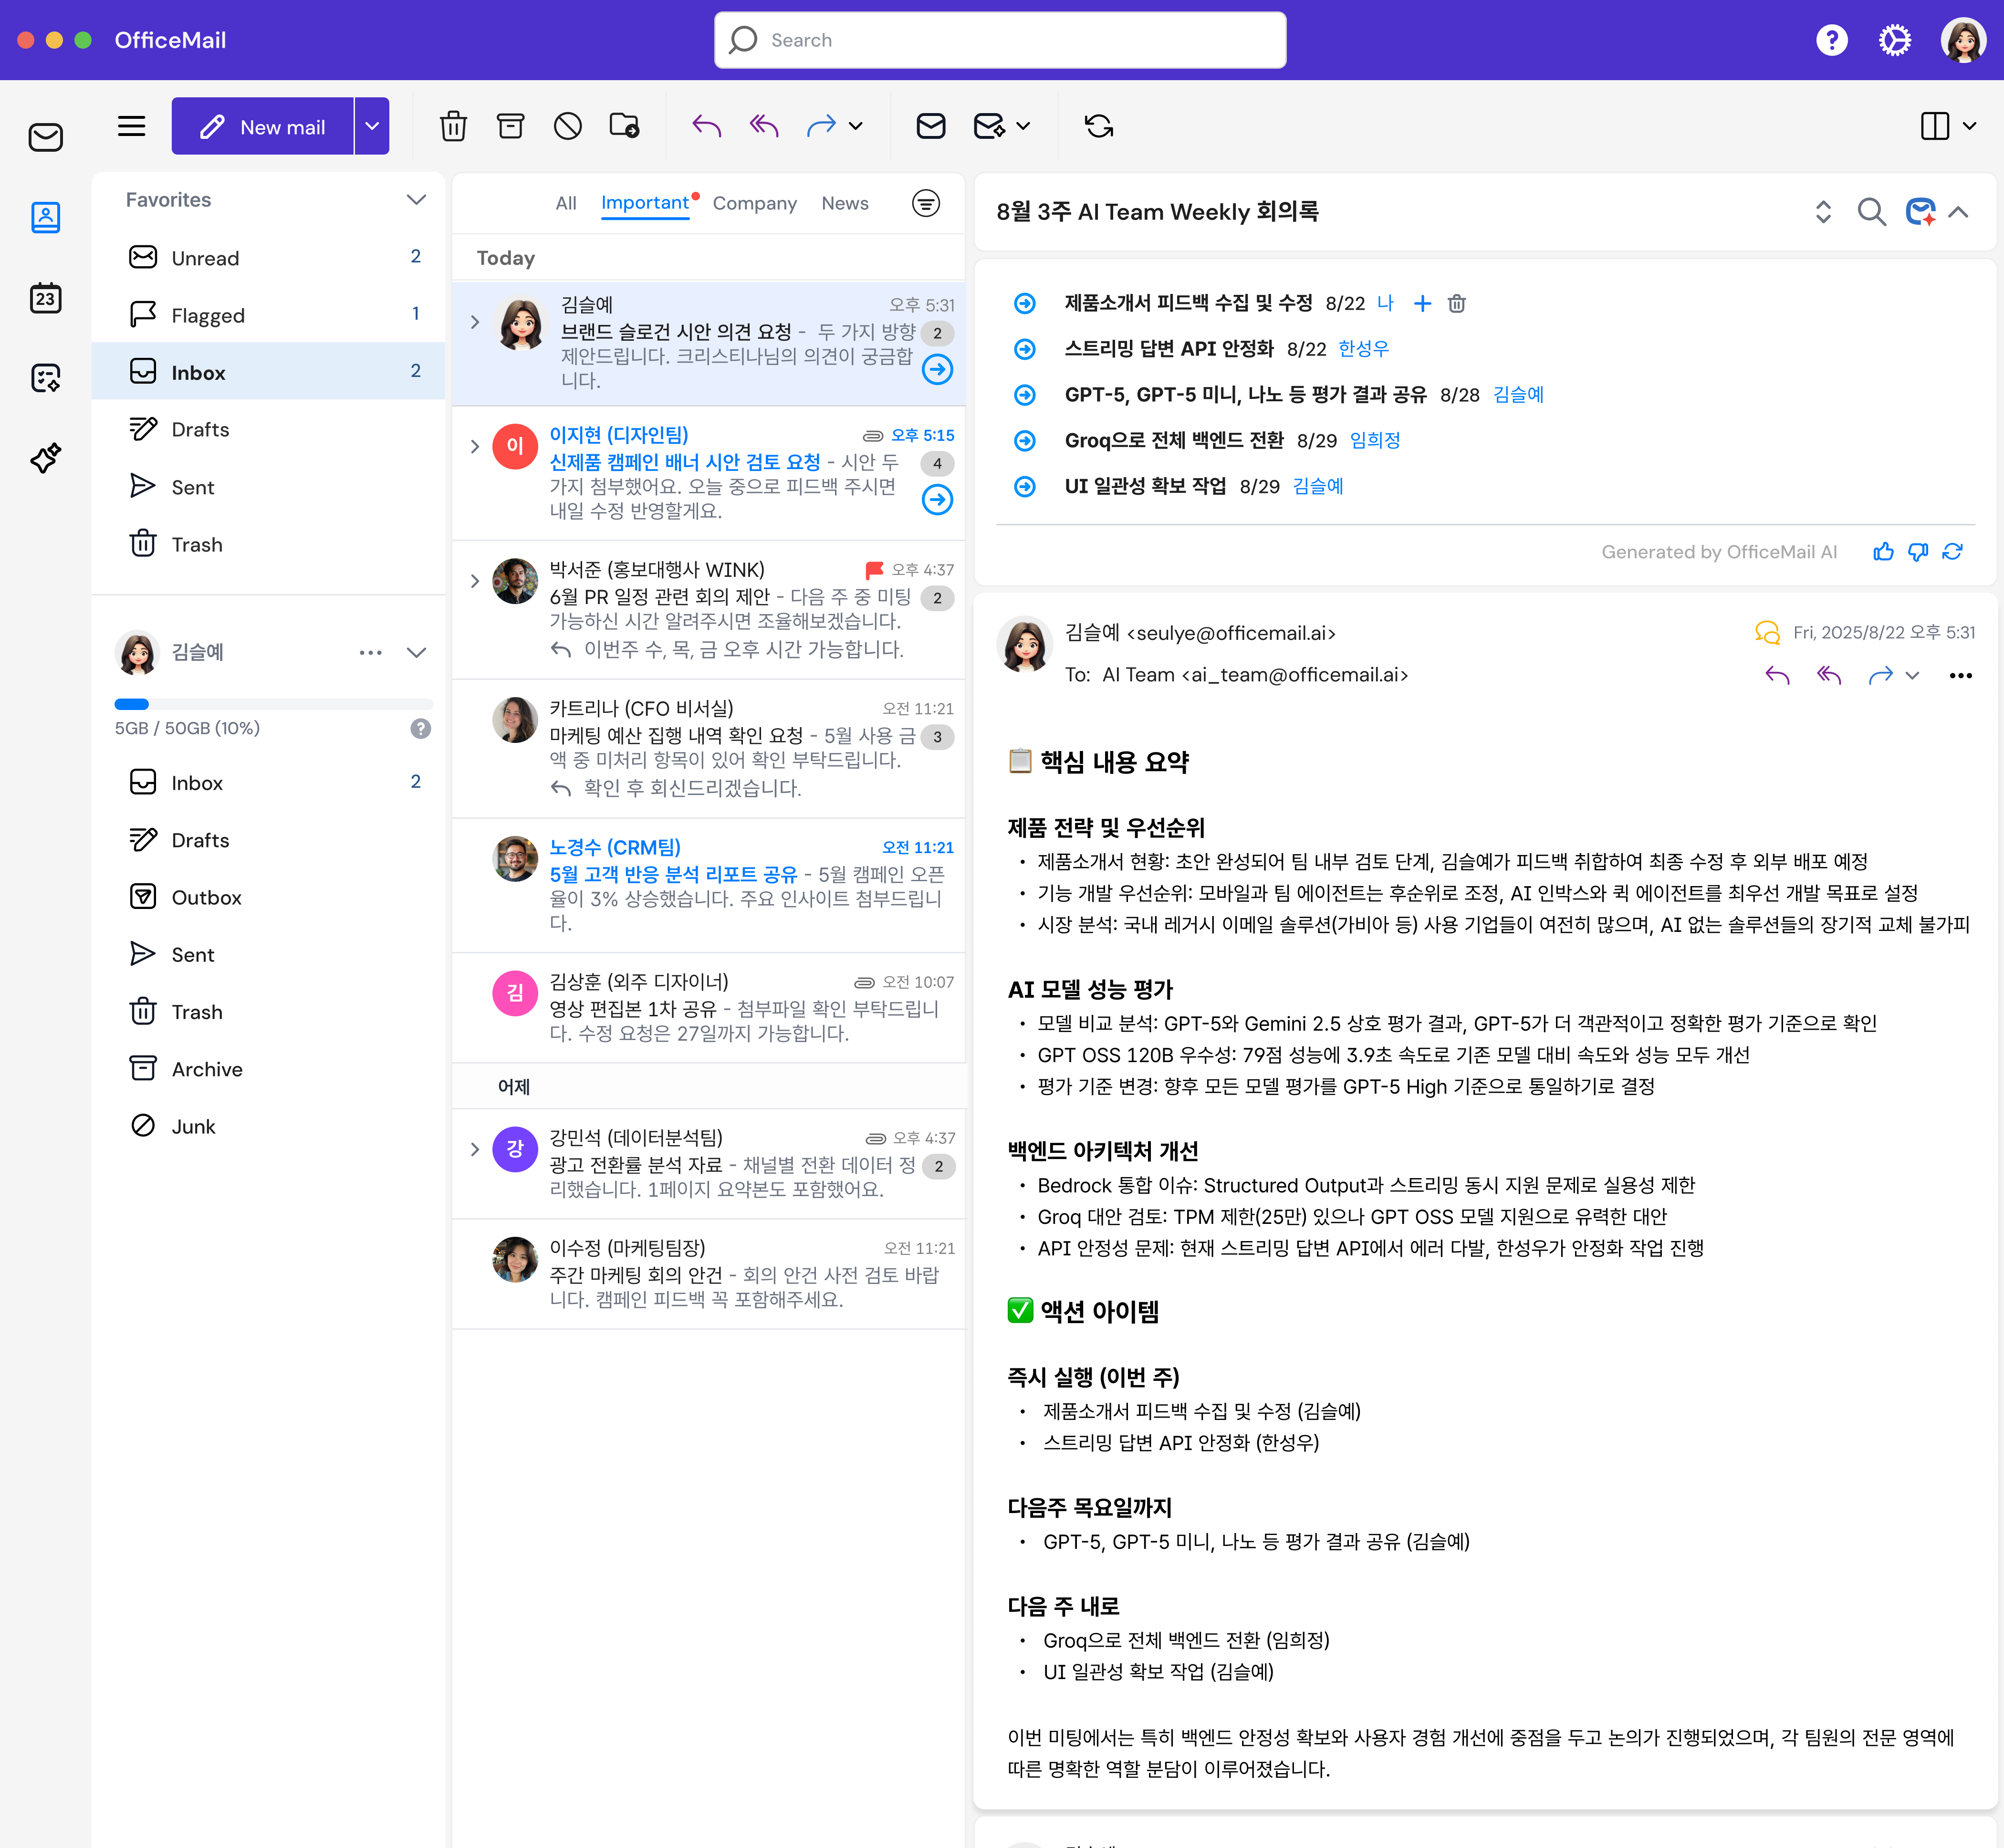 OfficeMail
Search
?
New mail
23
Favorites
Unread 2
Flagged 1
Inbox 2
Drafts
Sent
Trash
김슬예
5GB / 50GB (10%) ?
Inbox 2
Drafts
Outbox
Sent
Trash
Archive
Junk
All Important Company News
Today
김슬예 오후 5:31
브랜드 슬로건 시안 의견 요청 - 두 가지 방향 2
제안드립니다. 크리스티나님의 의견이 궁금합
니다.
이
이지현 (디자인팀) 오후 5:15
신제품 캠페인 배너 시안 검토 요청 - 시안 두 4
가지 첨부했어요. 오늘 중으로 피드백 주시면
내일 수정 반영할게요.
박서준 (홍보대행사 WINK) 오후 4:37
6월 PR 일정 관련 회의 제안 - 다음 주 중 미팅 2
가능하신 시간 알려주시면 조율해보겠습니다.
이번주 수, 목, 금 오후 시간 가능합니다.
카트리나 (CFO 비서실) 오전 11:21
마케팅 예산 집행 내역 확인 요청 - 5월 사용 금 3
액 중 미처리 항목이 있어 확인 부탁드립니다.
확인 후 회신드리겠습니다.
노경수 (CRM팀) 오전 11:21
5월 고객 반응 분석 리포트 공유 - 5월 캠페인 오픈
율이 3% 상승했습니다. 주요 인사이트 첨부드립니
다.
김
김상훈 (외주 디자이너) 오전 10:07
영상 편집본 1차 공유 - 첨부파일 확인 부탁드립니
다. 수정 요청은 27일까지 가능합니다.
어제
강
강민석 (데이터분석팀) 오후 4:37
광고 전환률 분석 자료 - 채널별 전환 데이터 정 2
리했습니다. 1페이지 요약본도 포함했어요.
이수정 (마케팅팀장) 오전 11:21
주간 마케팅 회의 안건 - 회의 안건 사전 검토 바랍
니다. 캠페인 피드백 꼭 포함해주세요.
8월 3주 AI Team Weekly 회의록
제품소개서 피드백 수집 및 수정 8/22 나
스트리밍 답변 API 안정화 8/22 한성우
GPT-5, GPT-5 미니, 나노 등 평가 결과 공유 8/28 김슬예
Groq으로 전체 백엔드 전환 8/29 임희정
UI 일관성 확보 작업 8/29 김슬예
Generated by OfficeMail AI
김슬예 <seulye@officemail.ai> Fri, 2025/8/22 오후 5:31
To: AI Team <ai_team@officemail.ai>
📋 핵심 내용 요약
제품 전략 및 우선순위
• 제품소개서 현황: 초안 완성되어 팀 내부 검토 단계, 김슬예가 피드백 취합하여 최종 수정 후 외부 배포 예정
• 기능 개발 우선순위: 모바일과 팀 에이전트는 후순위로 조정, AI 인박스와 퀵 에이전트를 최우선 개발 목표로 설정
• 시장 분석: 국내 레거시 이메일 솔루션(가비아 등) 사용 기업들이 여전히 많으며, AI 없는 솔루션들의 장기적 교체 불가피
AI 모델 성능 평가
• 모델 비교 분석: GPT-5와 Gemini 2.5 상호 평가 결과, GPT-5가 더 객관적이고 정확한 평가 기준으로 확인
• GPT OSS 120B 우수성: 79점 성능에 3.9초 속도로 기존 모델 대비 속도와 성능 모두 개선
• 평가 기준 변경: 향후 모든 모델 평가를 GPT-5 High 기준으로 통일하기로 결정
백엔드 아키텍처 개선
• Bedrock 통합 이슈: Structured Output과 스트리밍 동시 지원 문제로 실용성 제한
• Groq 대안 검토: TPM 제한(25만) 있으나 GPT OSS 모델 지원으로 유력한 대안
• API 안정성 문제: 현재 스트리밍 답변 API에서 에러 다발, 한성우가 안정화 작업 진행
✅ 액션 아이템
즉시 실행 (이번 주)
• 제품소개서 피드백 수집 및 수정 (김슬예)
• 스트리밍 답변 API 안정화 (한성우)
다음주 목요일까지
• GPT-5, GPT-5 미니, 나노 등 평가 결과 공유 (김슬예)
다음 주 내로
• Groq으로 전체 백엔드 전환 (임희정)
• UI 일관성 확보 작업 (김슬예)
이번 미팅에서는 특히 백엔드 안정성 확보와 사용자 경험 개선에 중점을 두고 논의가 진행되었으며, 각 팀원의 전문 영역에
따른 명확한 역할 분담이 이루어졌습니다.